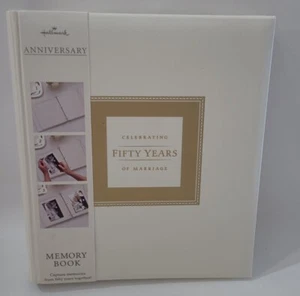 Hallmark
ANNIVERSARY
CELEBRATING
FIFTY YEARS
OF MARRIAGE
MEMORY
BOOK